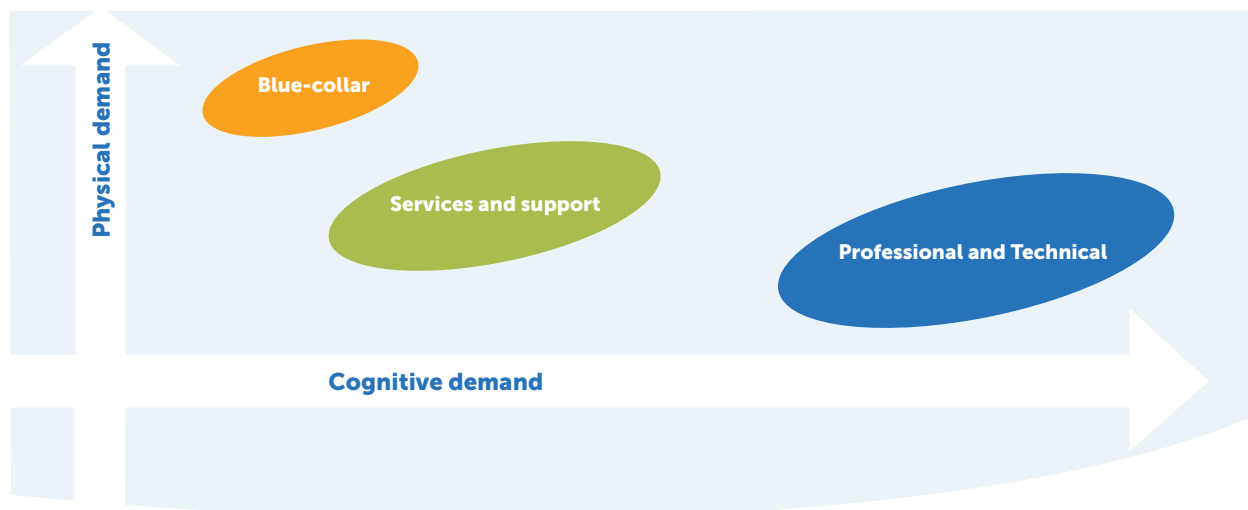 Physical demand
Blue-collar
Services and support
Professional and Technical
Cognitive demand